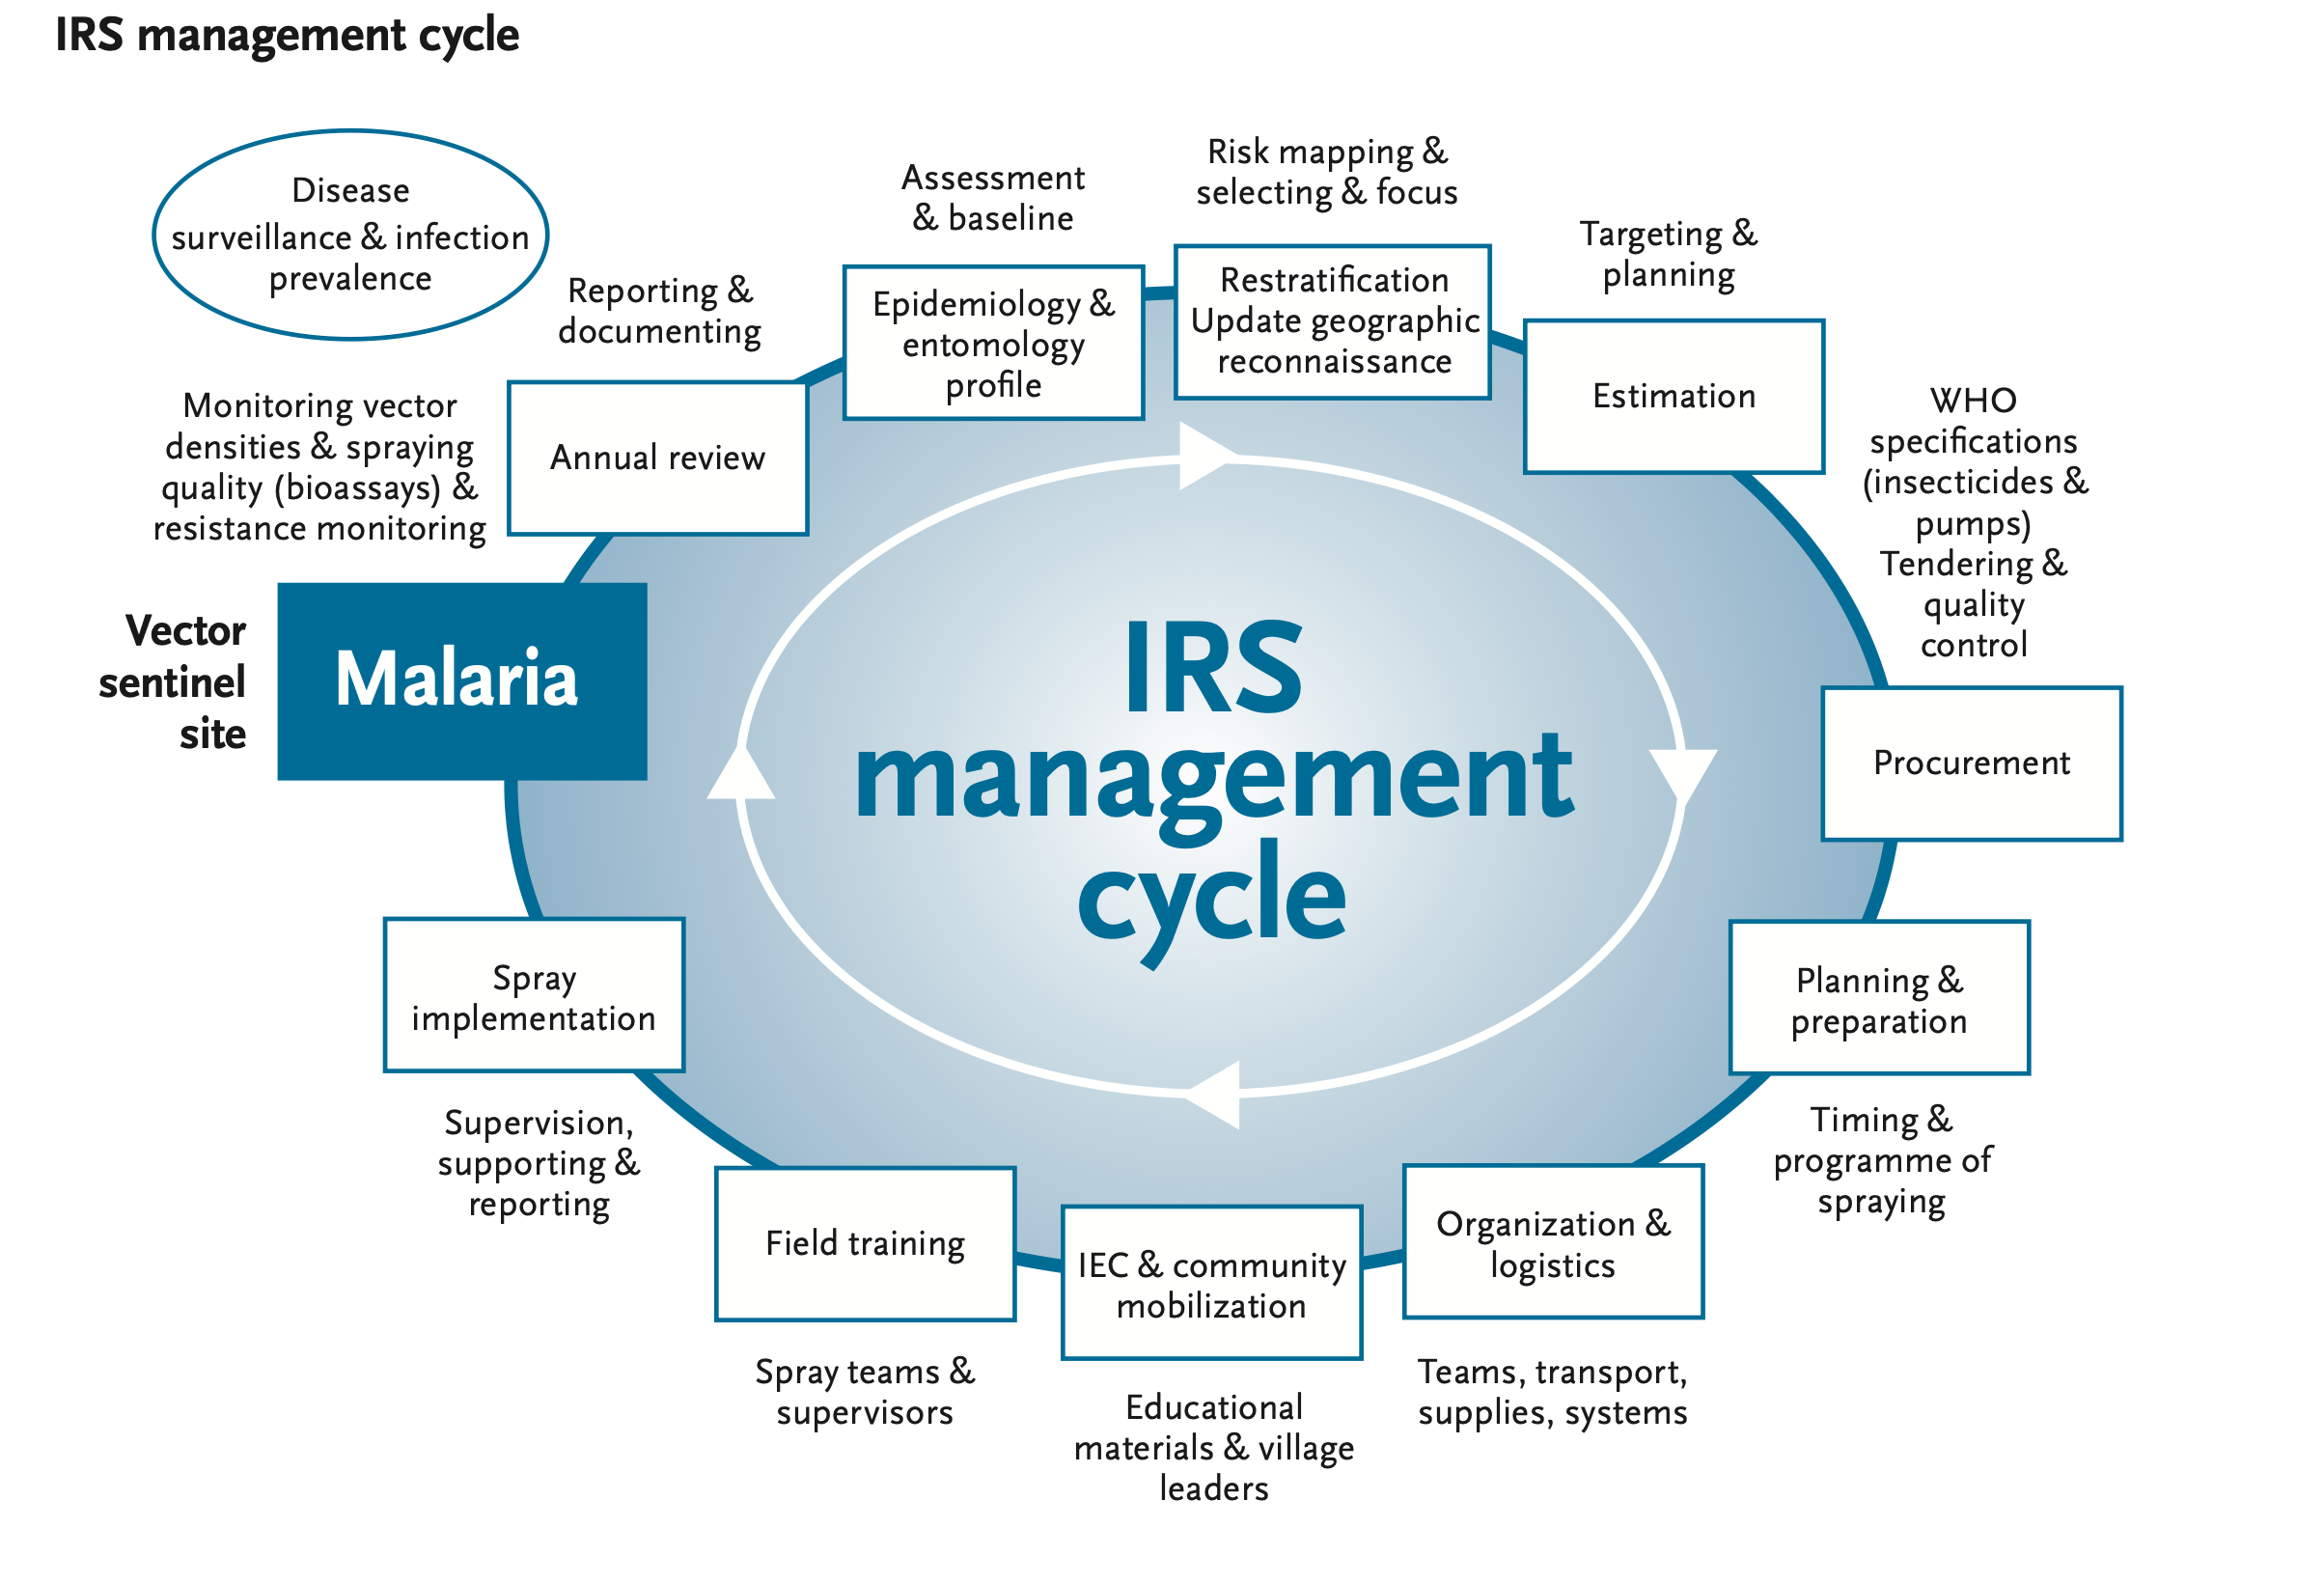 IRS management cycle
Disease
surveillance & infection
prevalence
Reporting &
documenting
Assessment
& baseline
Risk mapping &
selecting & focus
Targeting &
planning
Monitoring vector
densities & spraying
quality (bioassays) &
resistance monitoring
Annual review
Epidemiology &
entomology
profile
Restratification
Update geographic
reconnaissance
Estimation
WHO
specifications
(insecticides &
pumps)
Tendering &
quality
control
Vector
sentinel
site
Malaria
IRS
management
cycle
Procurement
Planning &
preparation
Timing &
programme of
spraying
Spray
implementation
Supervision,
supporting &
reporting
Field training
Spray teams &
supervisors
IEC & community
mobilization
Educational
materials & village
leaders
Organization &
logistics
Teams, transport,
supplies, systems